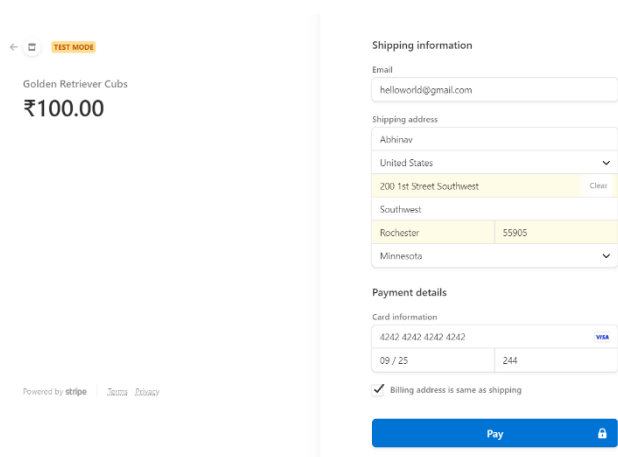 TEST MODE
Golden Retriever Cubs
₹100.00
Powered by stripe Terms Privacy
Shipping information
Email
helloworld@gmail.com
Shipping address
Abhinav
United States
200 1st Street Southwest Clear
Southwest
Rochester 55905
Minnesota
Payment details
Card information
4242 4242 4242 4242 VISA
09 / 25 244
Billing address is same as shipping
Pay